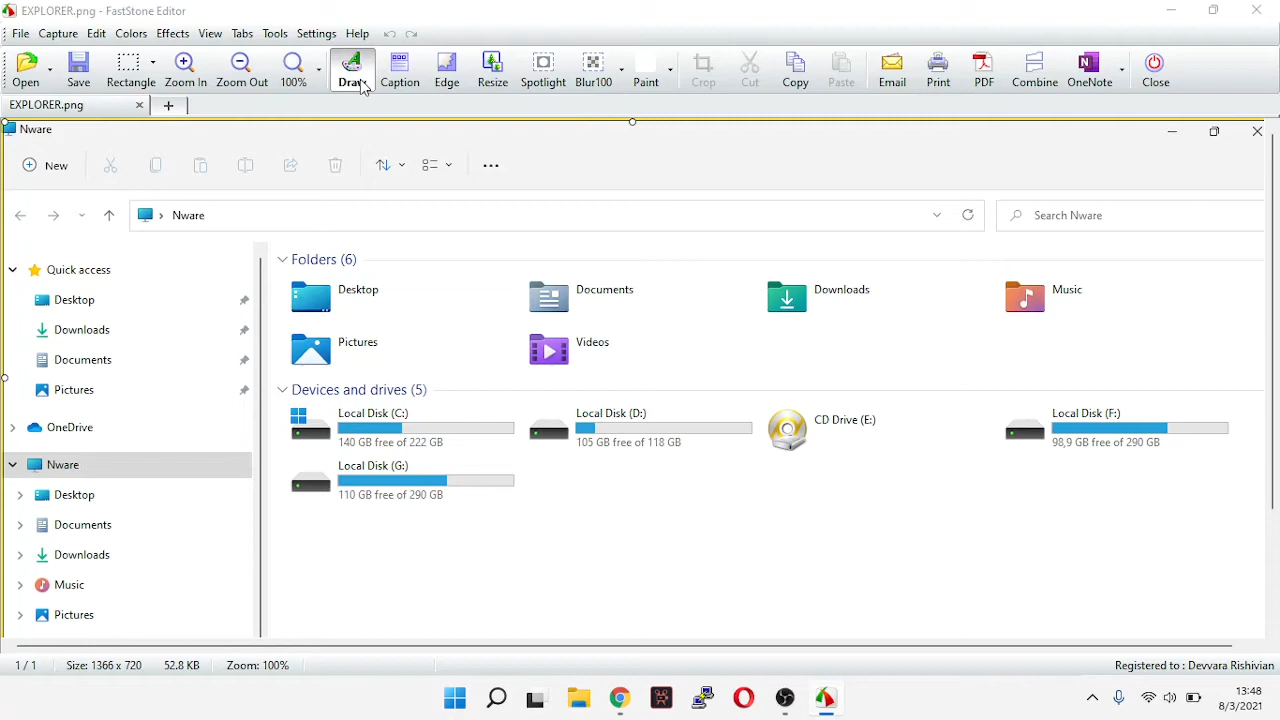 EXPLORER.png - FastStone Editor
File Capture Edit Colors Effects View Tabs Tools Settings Help
Open Save Rectangle Zoom In Zoom Out 100% Draw Caption Edge Resize Spotlight Blur100 Paint Crop Cut Copy Paste Email Print PDF Combine OneNote Close
EXPLORER.png
Nware
New
Nware
Search Nware
Quick access
Desktop
Downloads
Documents
Pictures
OneDrive
Nware
Desktop
Documents
Downloads
Music
Pictures
Folders (6)
Desktop Documents Downloads Music
Pictures Videos
Devices and drives (5)
Local Disk (C:)
140 GB free of 222 GB
Local Disk (D:)
105 GB free of 118 GB
CD Drive (E:)
Local Disk (F:)
98,9 GB free of 290 GB
Local Disk (G:)
110 GB free of 290 GB
1 / 1 Size: 1366 x 720 52.8 KB Zoom: 100% Registered to : Devvara Rishivian
13:48
8/3/2021